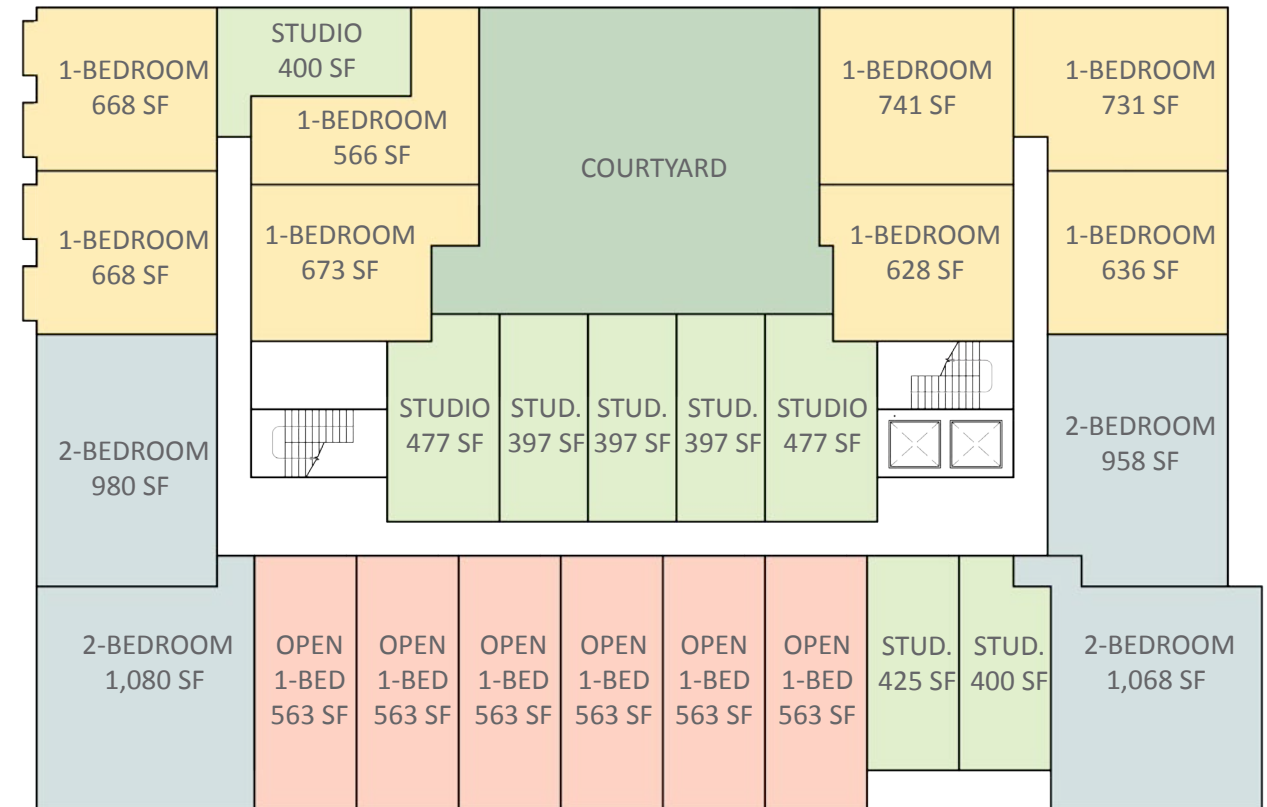 STUDIO
400 SF
1-BEDROOM
668 SF
1-BEDROOM
566 SF
COURTYARD
1-BEDROOM
741 SF
1-BEDROOM
731 SF
1-BEDROOM
668 SF
1-BEDROOM
673 SF
1-BEDROOM
628 SF
1-BEDROOM
636 SF
2-BEDROOM
980 SF
STUDIO
477 SF
STUD.
397 SF
STUD.
397 SF
STUD.
397 SF
STUDIO
477 SF
2-BEDROOM
958 SF
2-BEDROOM
1,080 SF
OPEN
1-BED
563 SF
OPEN
1-BED
563 SF
OPEN
1-BED
563 SF
OPEN
1-BED
563 SF
OPEN
1-BED
563 SF
OPEN
1-BED
563 SF
STUD.
425 SF
STUD.
400 SF
2-BEDROOM
1,068 SF